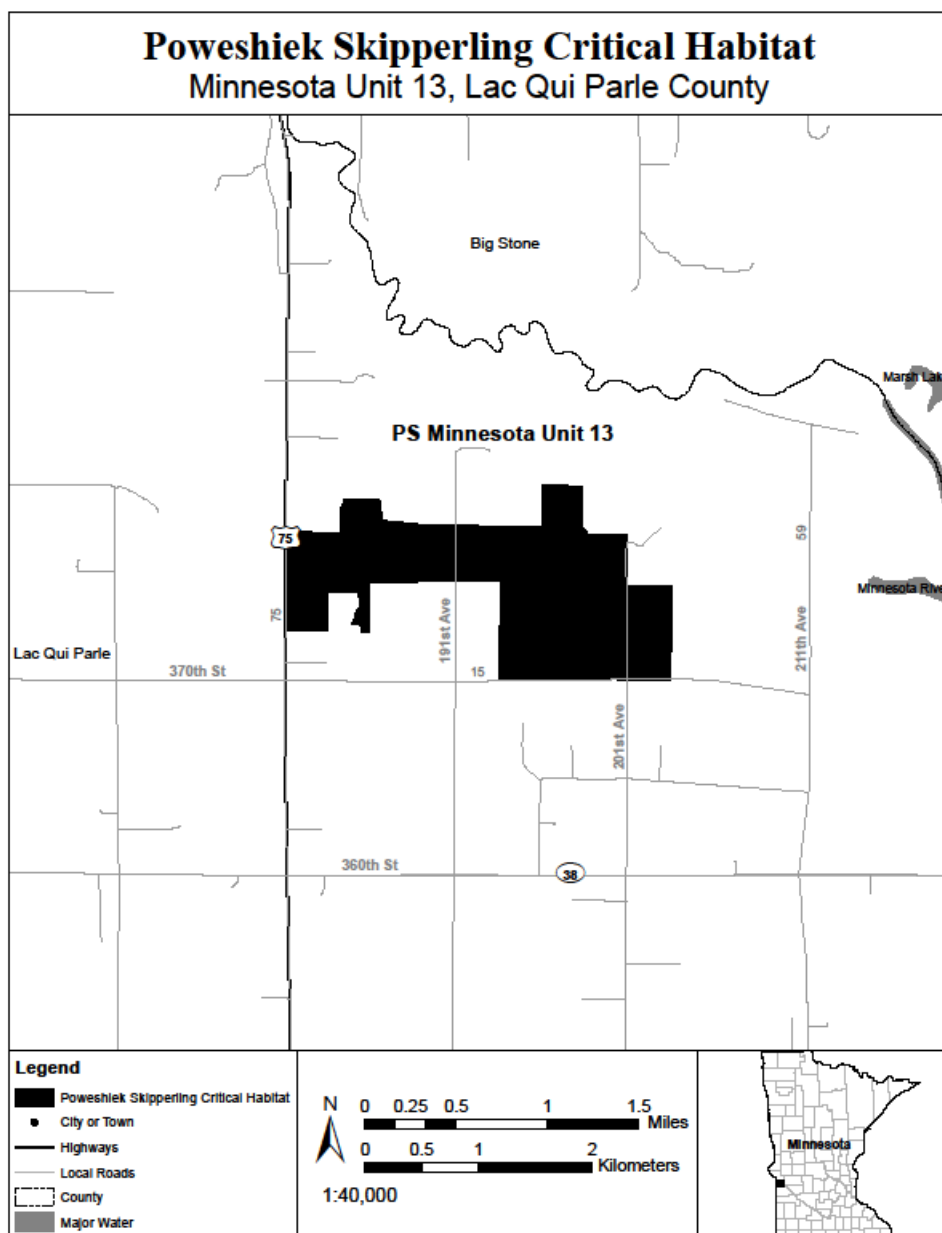 Poweshiek Skipperling Critical Habitat
Minnesota Unit 13, Lac Qui Parle County
Big Stone
Marsh Lak
PS Minnesota Unit 13
75
59
Minnesota Rive
75
191st Ave
211th Ave
Lac Qui Parle
370th St
15
201st Ave
360th St
38
Legend
Poweshiek Skipperling Critical Habitat
City or Town
Highways
Local Roads
County
Major Water
N
0 0.25 0.5 1 1.5
Miles
0 0.5 1 2
Kilometers
1:40,000
Minnesota